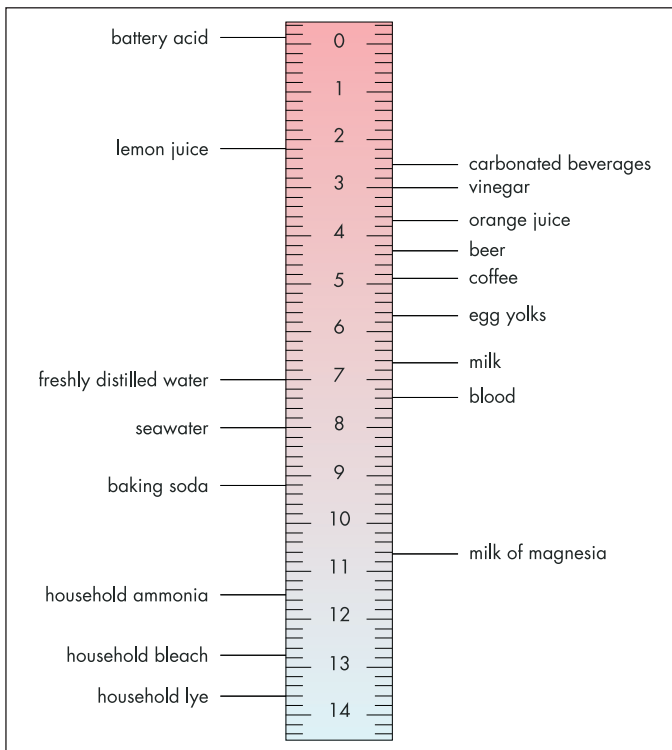 battery acid
lemon juice
freshly distilled water
seawater
baking soda
household ammonia
household bleach
household lye
0
1
2
3
4
5
6
7
8
9
10
11
12
13
14
carbonated beverages
vinegar
orange juice
beer
coffee
egg yolks
milk
blood
milk of magnesia